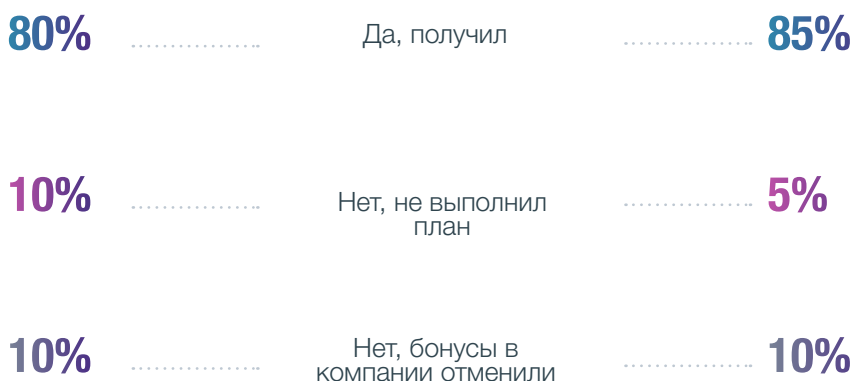 80% Да, получил 85%
10% Нет, не выполнил 5%
план
10% Нет, бонусы в 10%
компании отменили